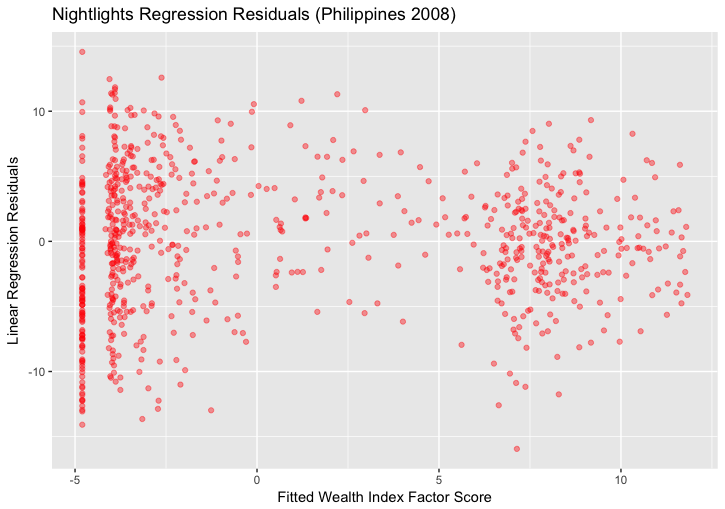 Nightlights Regression Residuals (Philippines 2008)
Linear Regression Residuals
10
0
-10
-5
0
5
10
Fitted Wealth Index Factor Score